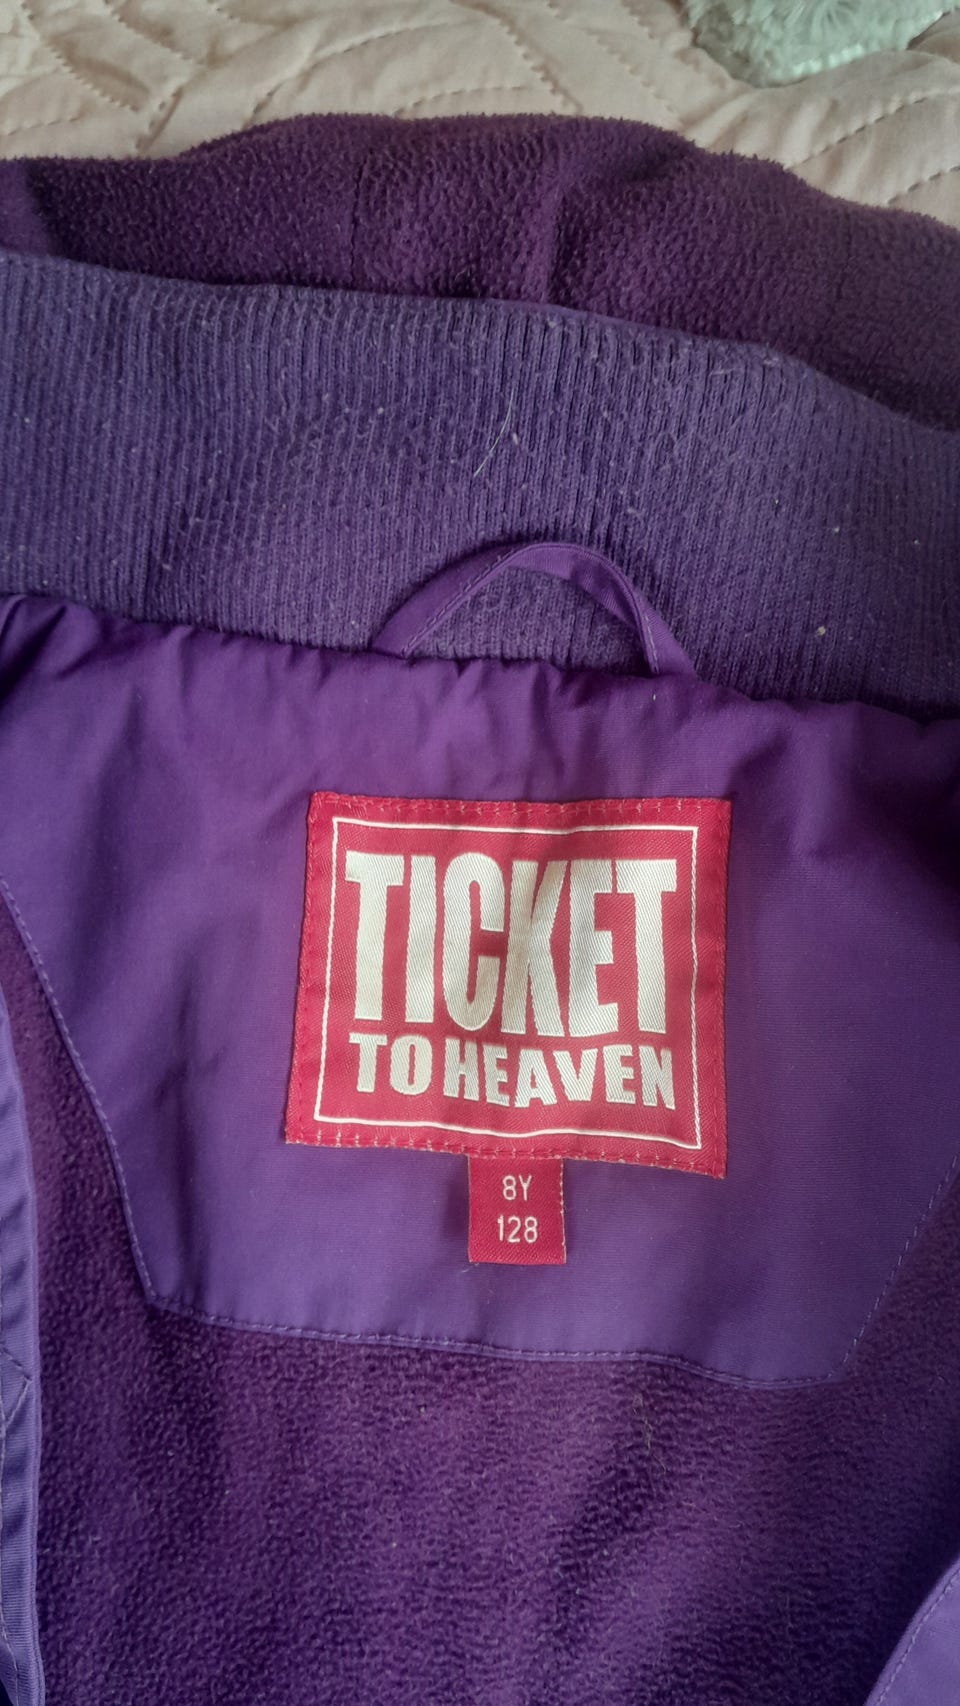 TICKET
TO HEAVEN
8Y
128